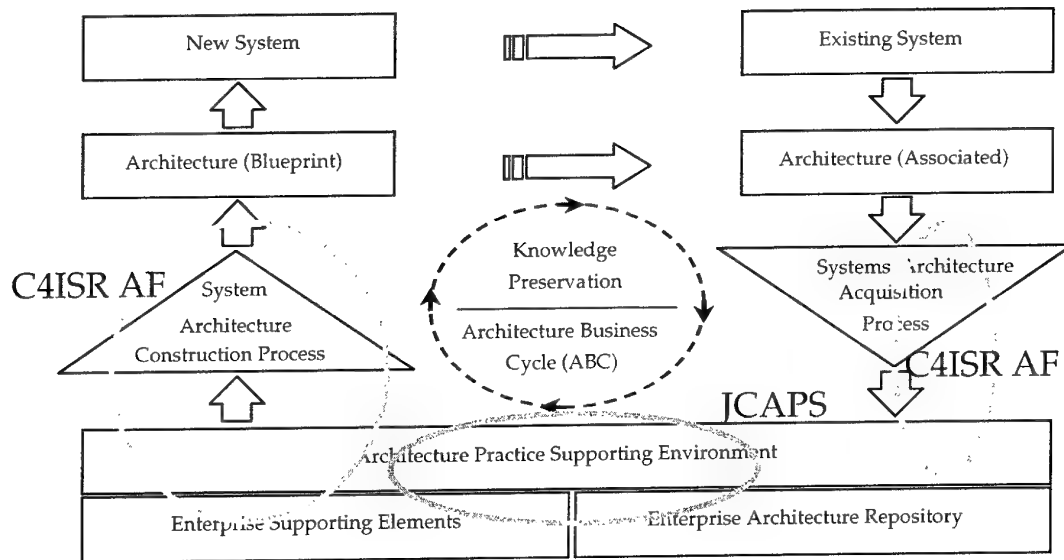 New System
Existing System
Architecture (Blueprint)
Architecture (Associated)
Knowledge
Preservation
Architecture Business
Cycle (ABC)
C4ISR AF
System
Architecture
Construction Process
Systems Architecture
Acquisition
Process
C4ISR AF
JCAPS
Architecture Practice Supporting Environment
Enterprise Supporting Elements
Enterprise Architecture Repository